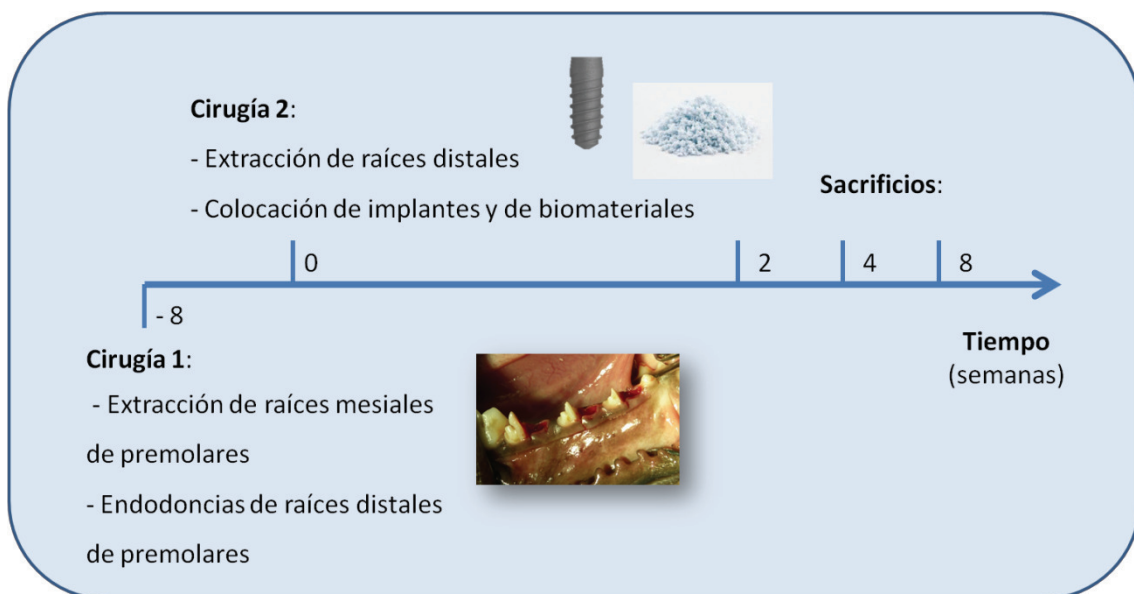 Cirugía 2:
- Extracción de raíces distales
- Colocación de implantes y de biomateriales
Sacrificios:
0
2
4
8
- 8
Tiempo
(semanas)
Cirugía 1:
- Extracción de raíces mesiales
de premolares
- Endodoncias de raíces distales
de premolares